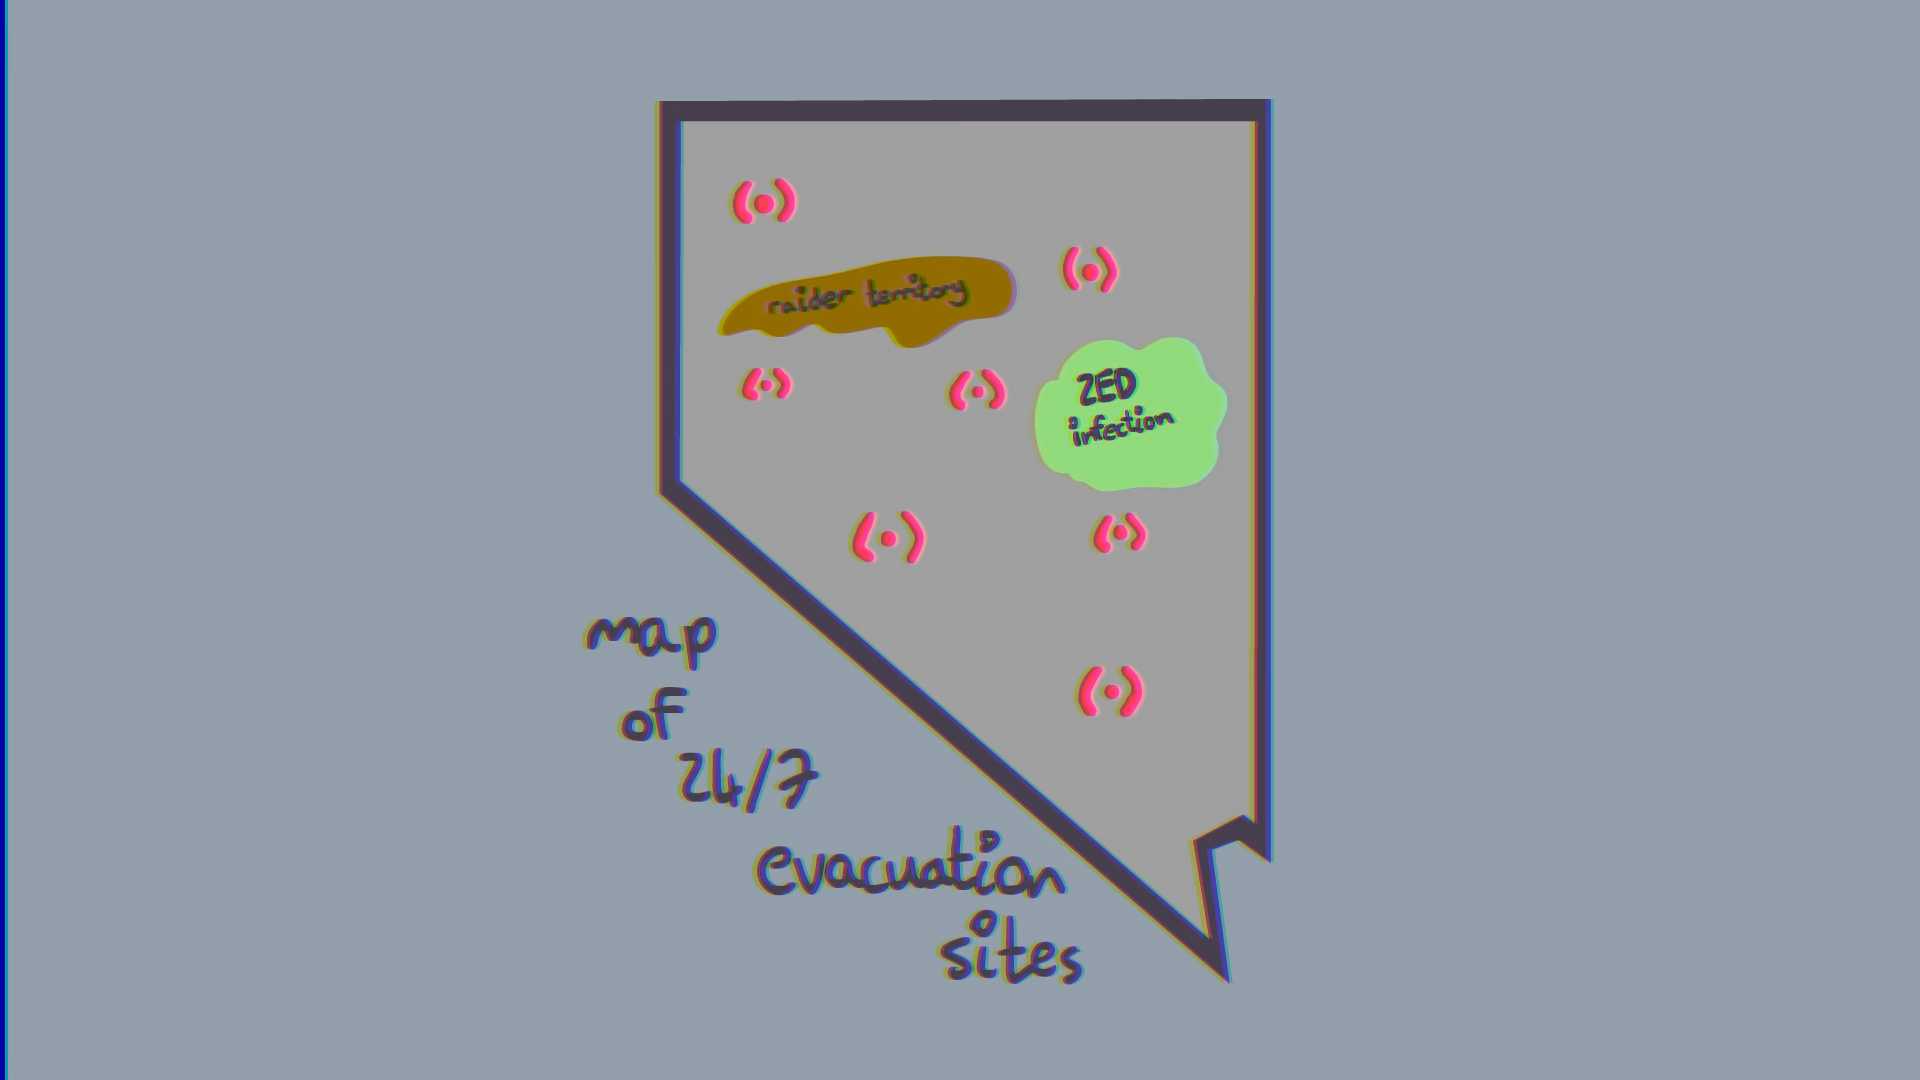 raider territory
ZED
infection
map
of
24/7
evacuation
sites